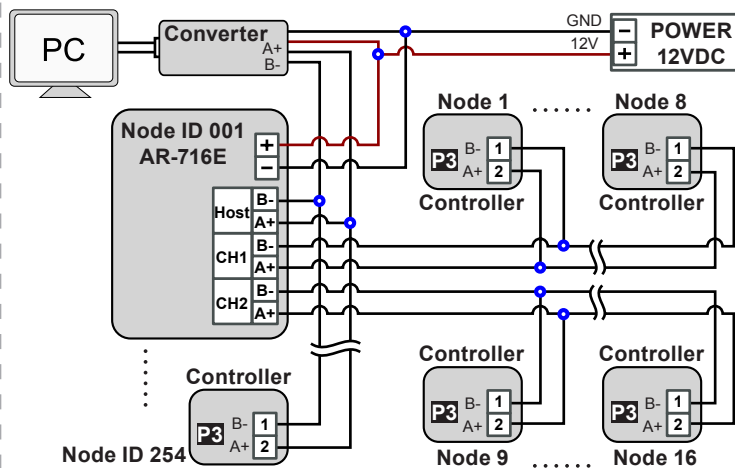 PC
Converter
A+
B-
GND
12V
− POWER
+ 12VDC
Node ID 001
AR-716E
+
−
Host B-
A+
CH1 B-
A+
CH2 B-
A+
Node 1 ...... Node 8
P3 B- 1
A+ 2
Controller
P3 B- 1
A+ 2
Controller
Controller
P3 B- 1
A+ 2
Node ID 254
Controller
P3 B- 1
A+ 2
Node 9 ...... Node 16
Controller
P3 B- 1
A+ 2